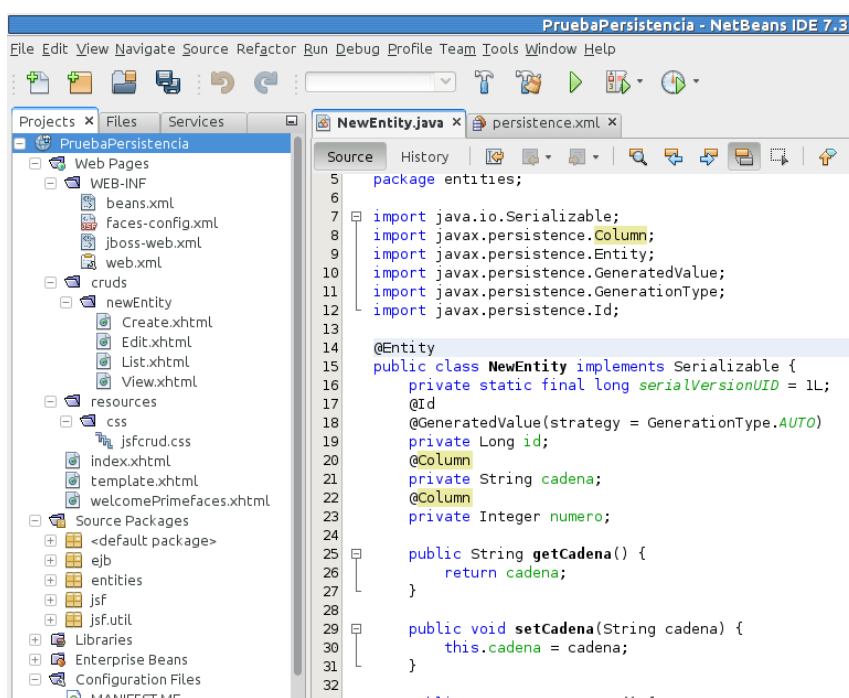 PruebaPersistencia - NetBeans IDE 7.3
File Edit View Navigate Source Refactor Run Debug Profile Team Tools Window Help
Projects × Files Services
PruebaPersistencia
Web Pages
WEB-INF
beans.xml
faces-config.xml
jboss-web.xml
web.xml
cruds
newEntity
Create.xhtml
Edit.xhtml
List.xhtml
View.xhtml
resources
css
jsfcrud.css
index.xhtml
template.xhtml
welcomePrimefaces.xhtml
Source Packages
<default package>
ejb
entities
jsf
jsf.util
Libraries
Enterprise Beans
Configuration Files
MANIFEST.MF
NewEntity.java × persistence.xml ×
Source History
5 package entities;
6
7 import java.io.Serializable;
8 import javax.persistence.Column;
9 import javax.persistence.Entity;
10 import javax.persistence.GeneratedValue;
11 import javax.persistence.GenerationType;
12 import javax.persistence.Id;
13
14 @Entity
15 public class NewEntity implements Serializable {
16 private static final long serialVersionUID = 1L;
17 @Id
18 @GeneratedValue(strategy = GenerationType.AUTO)
19 private Long id;
20 @Column
21 private String cadena;
22 @Column
23 private Integer numero;
24
25 public String getCadena() {
26 return cadena;
27 }
28
29 public void setCadena(String cadena) {
30 this.cadena = cadena;
31 }
32